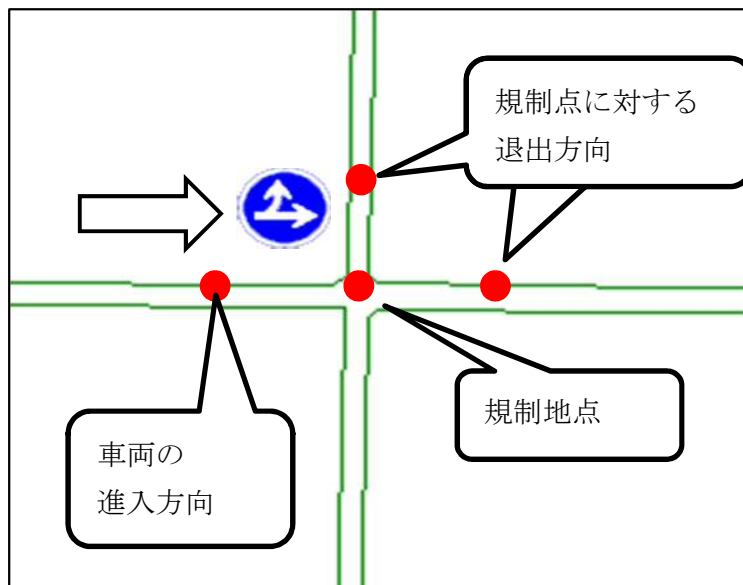 規制点に対する
退出方向
規制地点
車両の
進入方向